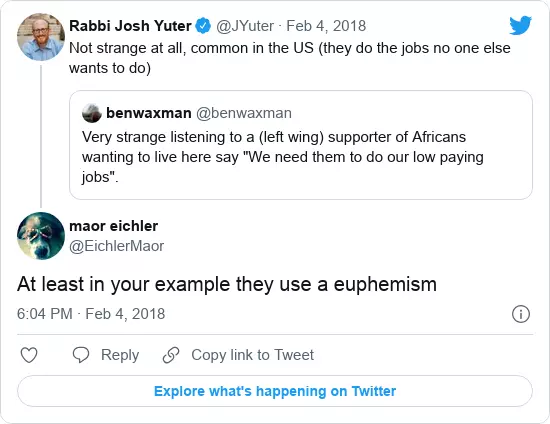 Rabbi Josh Yuter @JYuter · Feb 4, 2018
Not strange at all, common in the US (they do the jobs no one else
wants to do)
benwaxman @benwaxman
Very strange listening to a (left wing) supporter of Africans
wanting to live here say "We need them to do our low paying
jobs".
maor eichler
@EichlerMaor
At least in your example they use a euphemism
6:04 PM · Feb 4, 2018
Reply Copy link to Tweet
Explore what's happening on Twitter